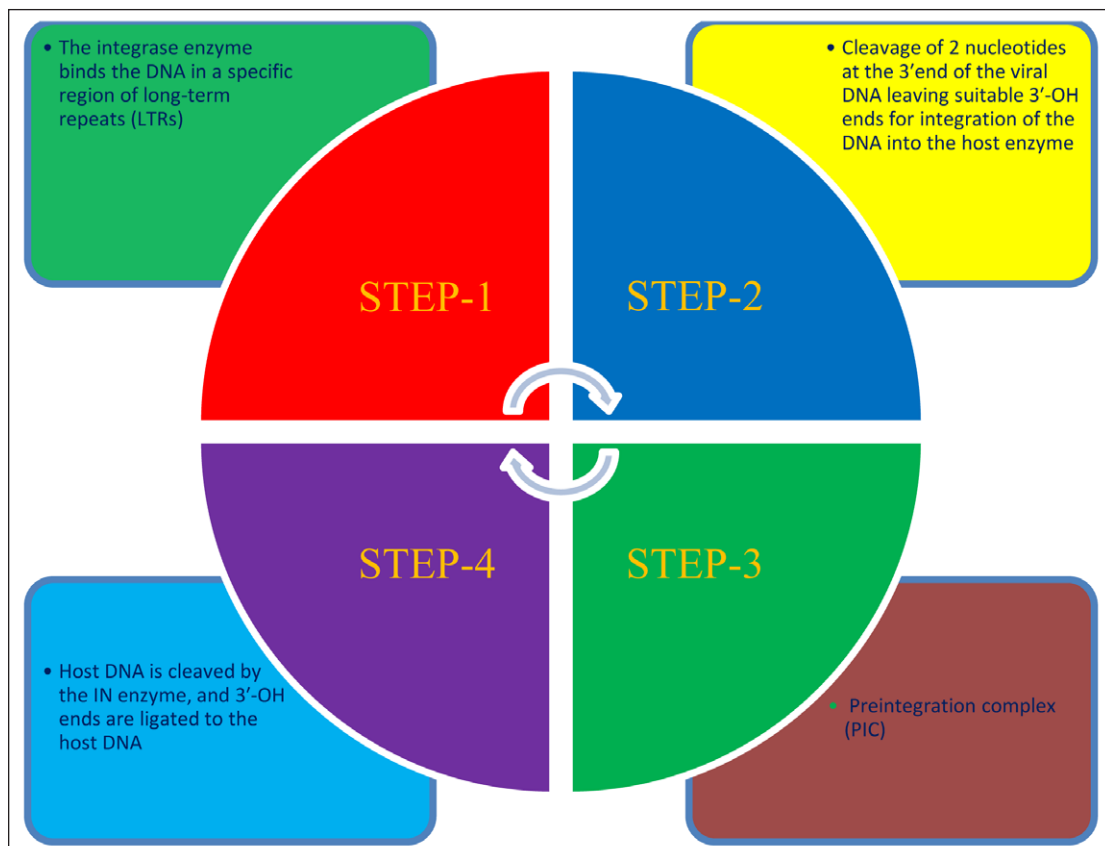 • The integrase enzyme
binds the DNA in a specific
region of long-term
repeats (LTRs)
• Cleavage of 2 nucleotides
at the 3′end of the viral
DNA leaving suitable 3′-OH
ends for integration of the
DNA into the host enzyme
STEP-1
STEP-2
STEP-4
STEP-3
• Host DNA is cleaved by
the IN enzyme, and 3′-OH
ends are ligated to the
host DNA
• Preintegration complex
(PIC)